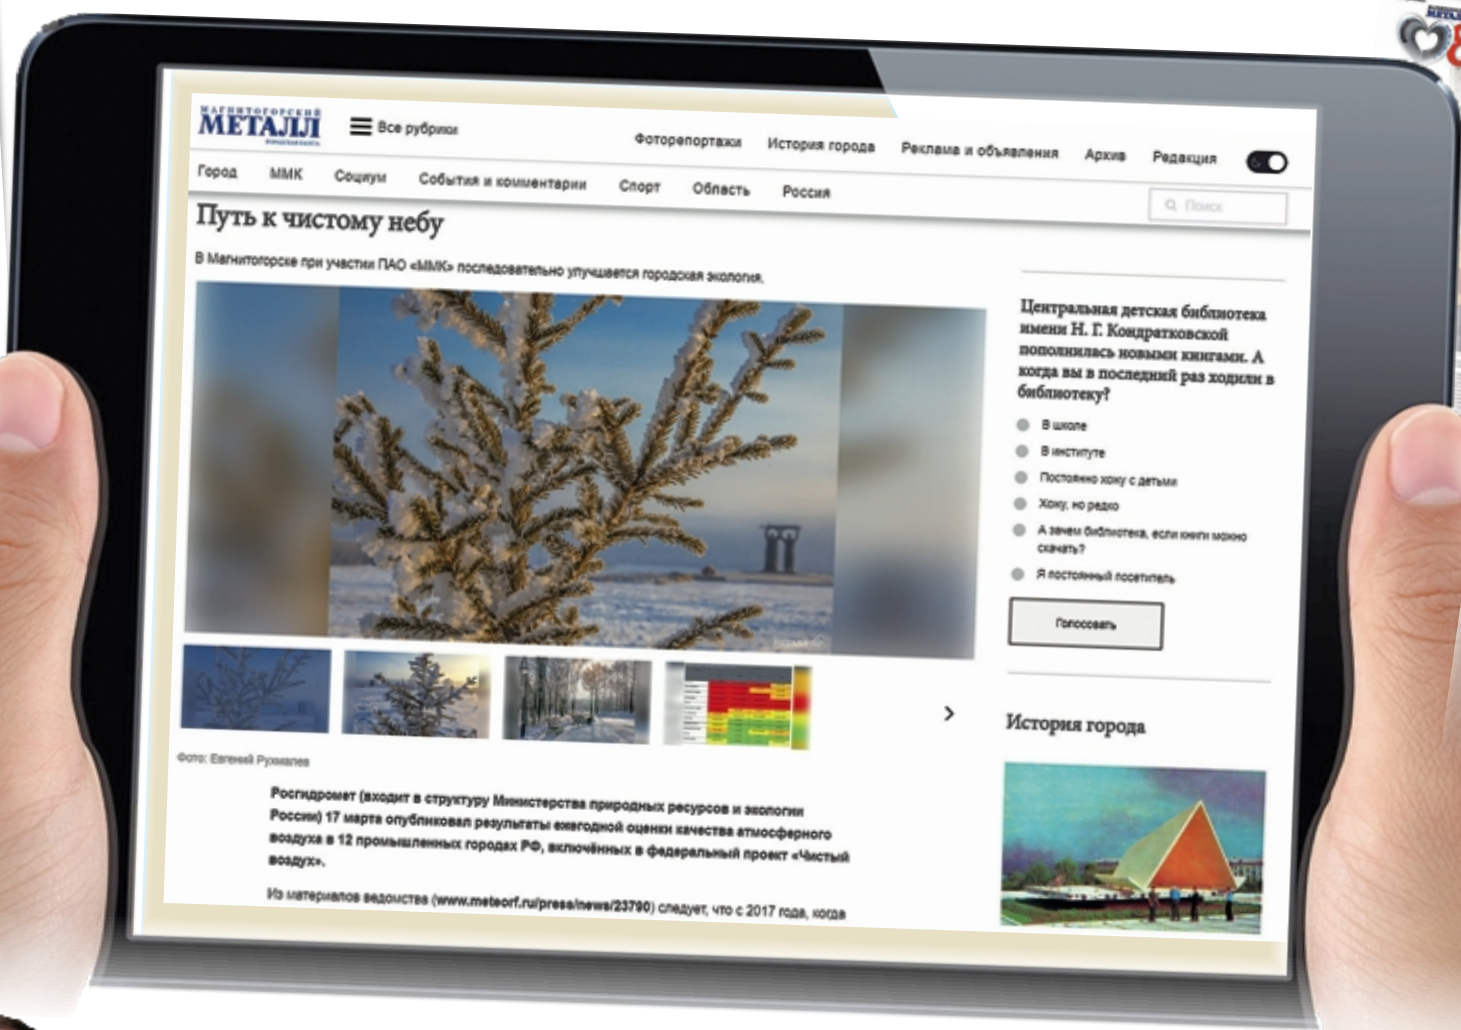 МАГНИТОГОРСКИЙ
МЕТАЛЛ
Все рубрики
Фоторепортажи
История города
Реклама и объявления
Архив
Редакция
Город
ММК
Социум
События и комментарии
Спорт
Область
Россия
Поиск
Путь к чистому небу
В Магнитогорске при участии ПАО «ММК» последовательно улучшается городская экология.
Фото: Евгений Рухмалев
Росгидромет (входит в структуру Министерства природных ресурсов и экологии
России) 17 марта опубликовал результаты ежегодной оценки качества атмосферного
воздуха в 12 промышленных городах РФ, включённых в федеральный проект «Чистый
воздух».
Из материалов ведомства (www.meteorf.ru/press/news/23790) следует, что с 2017 года, когда
Центральная детская библиотека
имени Н. Г. Кондратковской
пополнилась новыми книгами. А
когда вы в последний раз ходили в
библиотеку?
В школе
В институте
Постоянно хожу с детьми
Хожу, но редко
А зачем библиотека, если книги можно
скачать?
Я постоянный посетитель
Голосовать
История города